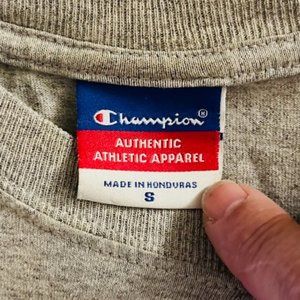 Champion®
AUTHENTIC
ATHLETIC APPAREL
MADE IN HONDURAS
S